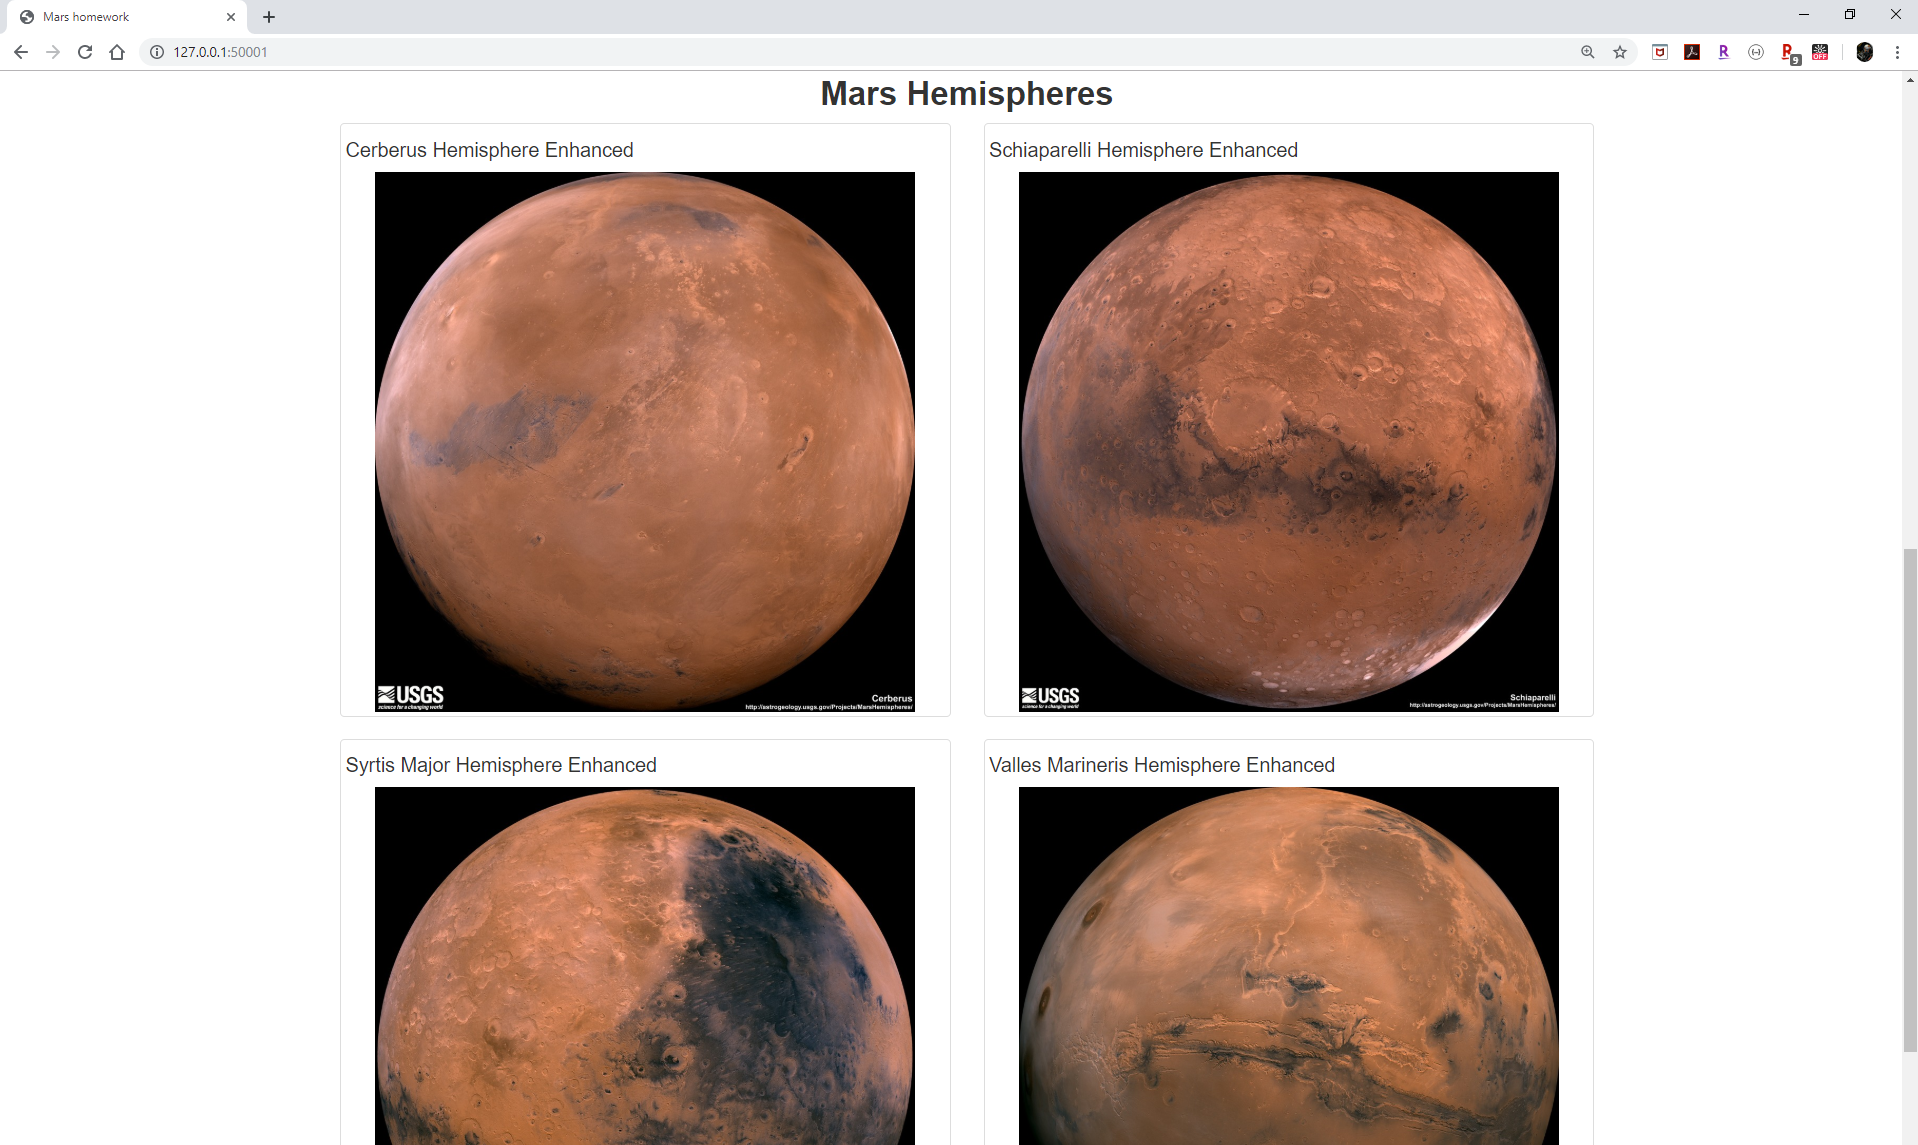 Mars homework
127.0.0.1:50001
9
OFF
Mars Hemispheres
Cerberus Hemisphere Enhanced
USGS
science for a changing world
Cerberus
http://astrogeology.usgs.gov/Projects/MarsHemispheres/
Schiaparelli Hemisphere Enhanced
USGS
science for a changing world
Schiaparelli
http://astrogeology.usgs.gov/Projects/MarsHemispheres/
Syrtis Major Hemisphere Enhanced
Valles Marineris Hemisphere Enhanced